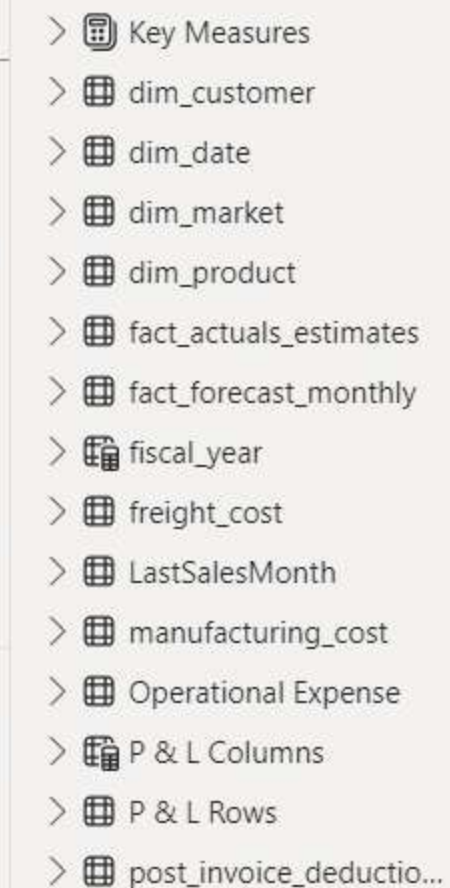 Key Measures
dim_customer
dim_date
dim_market
dim_product
fact_actuals_estimates
fact_forecast_monthly
fiscal_year
freight_cost
LastSalesMonth
manufacturing_cost
Operational Expense
P & L Columns
P & L Rows
post_invoice_deductio...